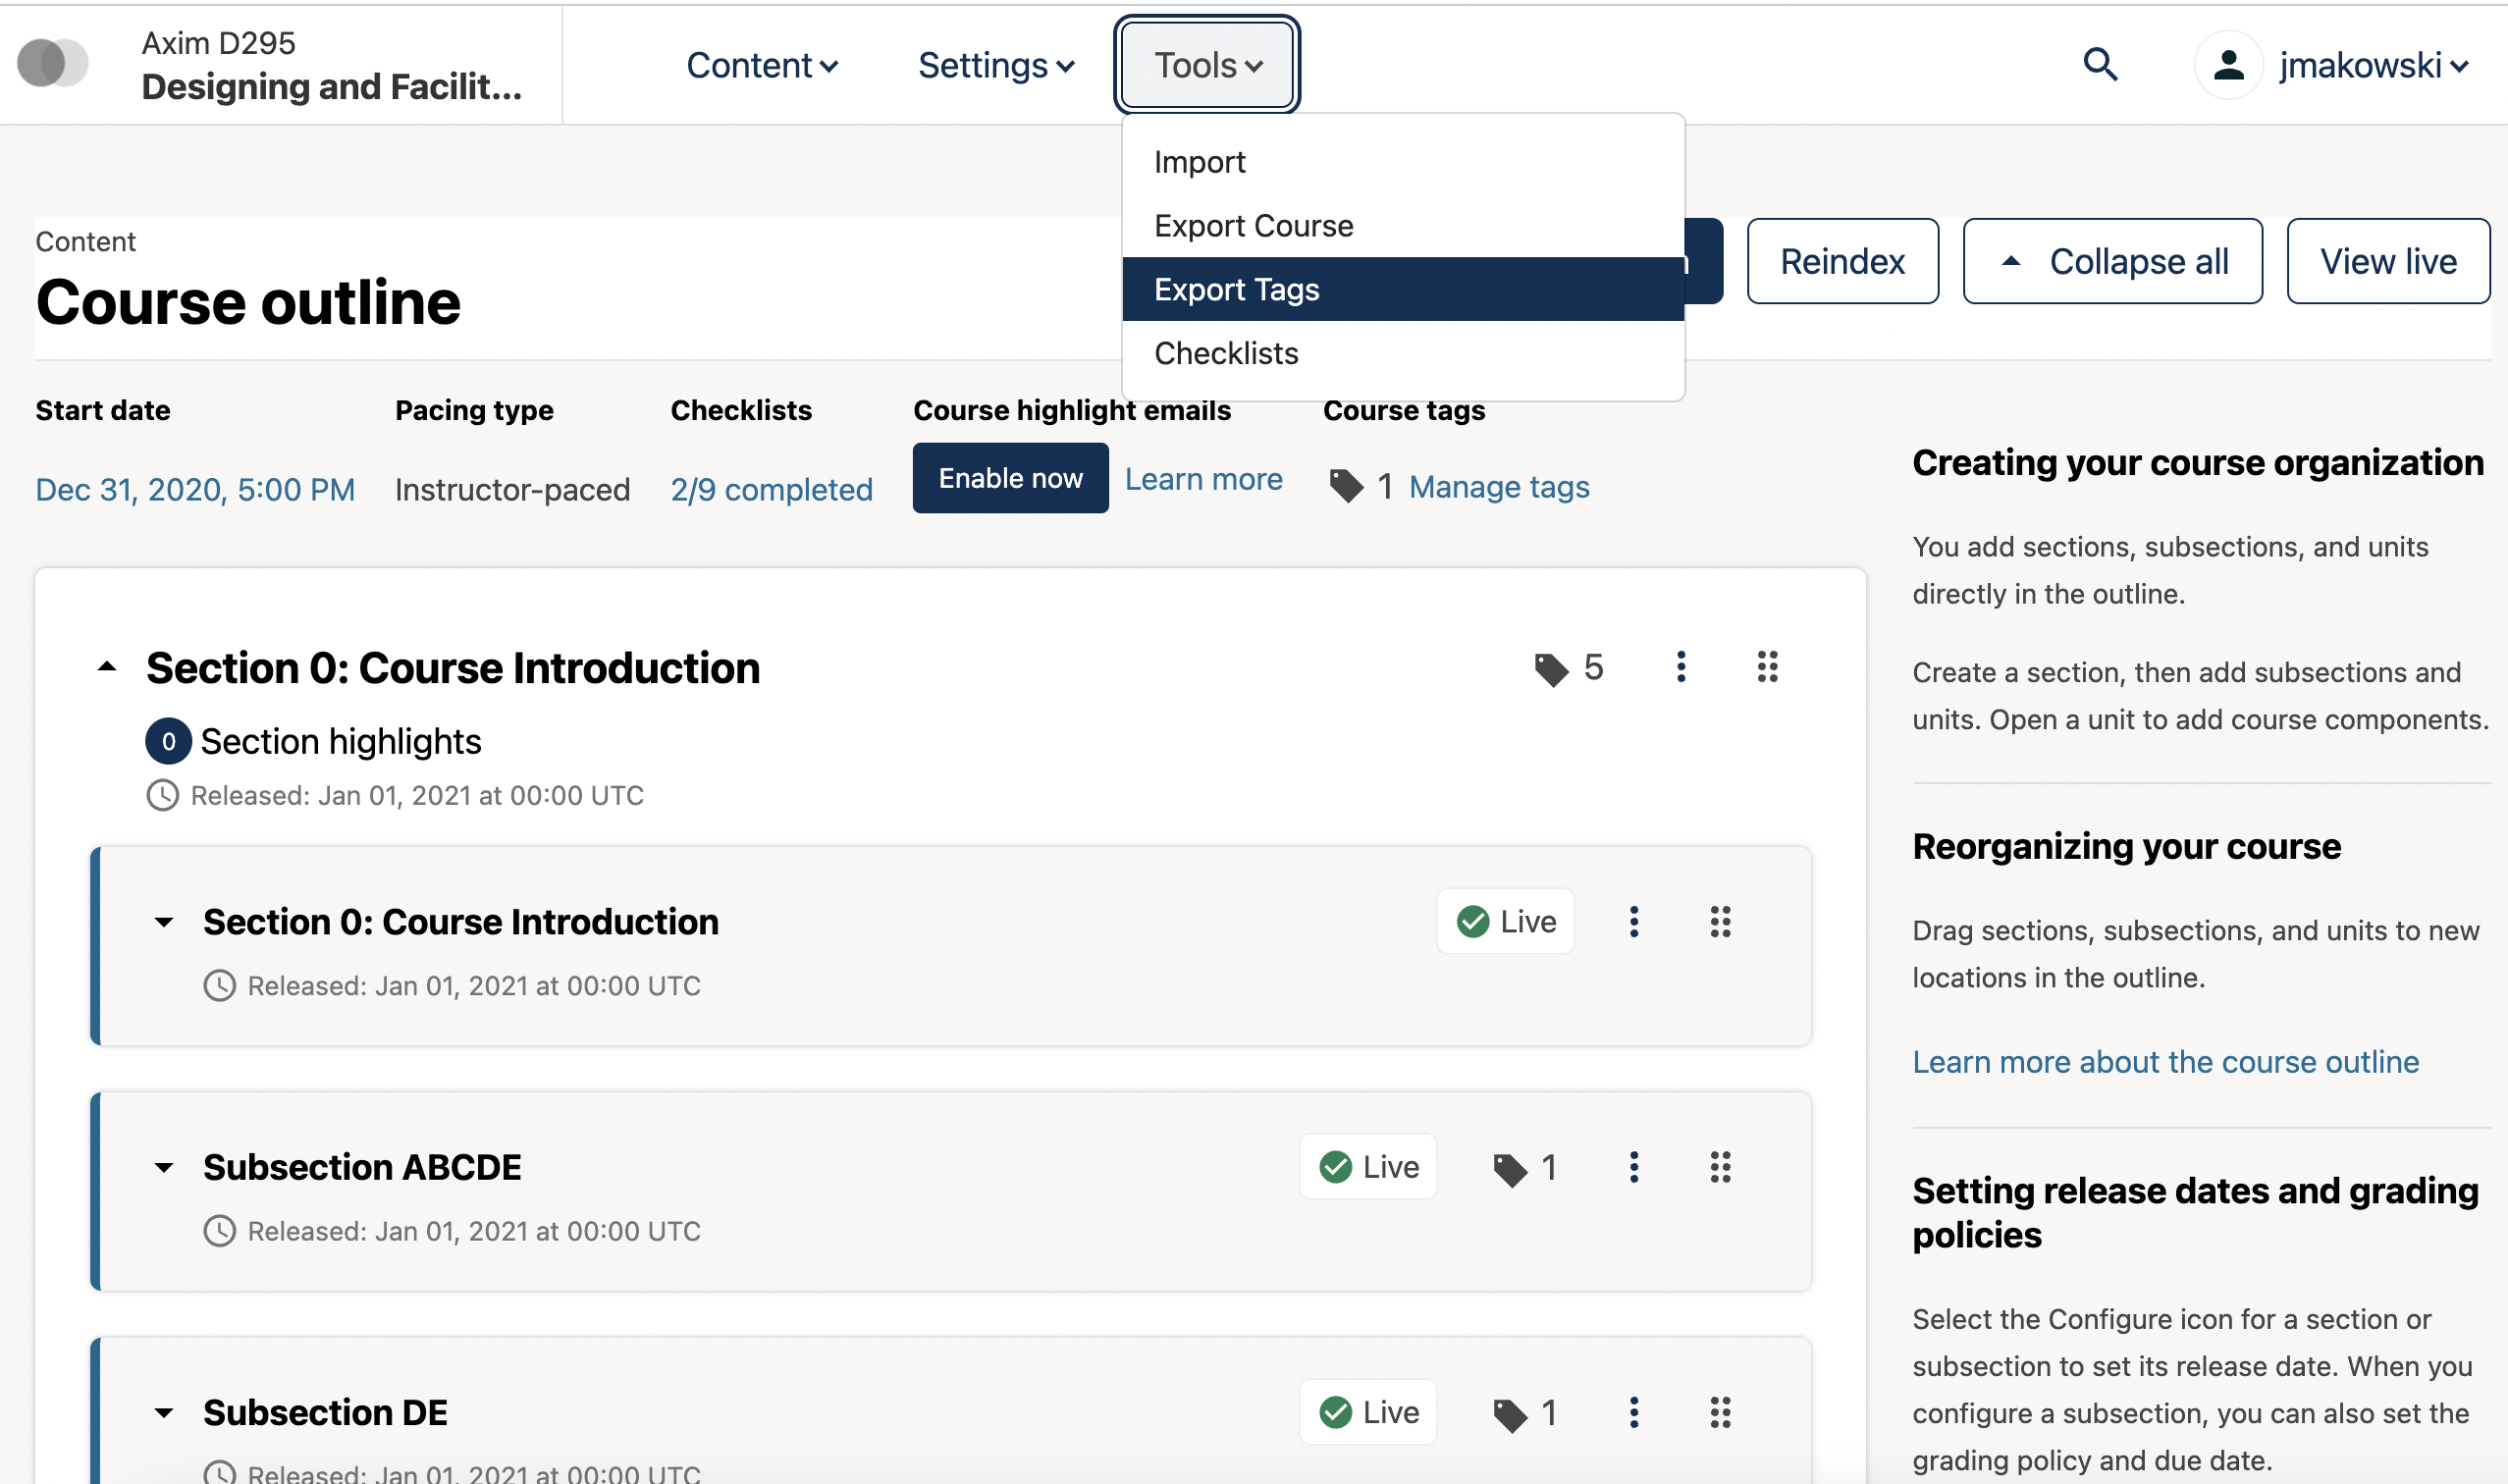 Axim D295
Designing and Facilit...
Content
Settings
Tools
jmakowski
Import
Export Course
Export Tags
Checklists
Content
Course outline
Reindex
Collapse all
View live
Start date
Pacing type
Checklists
Course highlight emails
Course tags
Dec 31, 2020, 5:00 PM
Instructor-paced
2/9 completed
Enable now
Learn more
1
Manage tags
Section 0: Course Introduction
5
0
Section highlights
Released: Jan 01, 2021 at 00:00 UTC
Section 0: Course Introduction
Live
Released: Jan 01, 2021 at 00:00 UTC
Subsection ABCDE
Live
1
Released: Jan 01, 2021 at 00:00 UTC
Subsection DE
Live
1
Released: Jan 01, 2021 at 00:00 UTC
Creating your course organization
You add sections, subsections, and units
directly in the outline.
Create a section, then add subsections and
units. Open a unit to add course components.
Reorganizing your course
Drag sections, subsections, and units to new
locations in the outline.
Learn more about the course outline
Setting release dates and grading
policies
Select the Configure icon for a section or
subsection to set its release date. When you
configure a subsection, you can also set the
grading policy and due date.